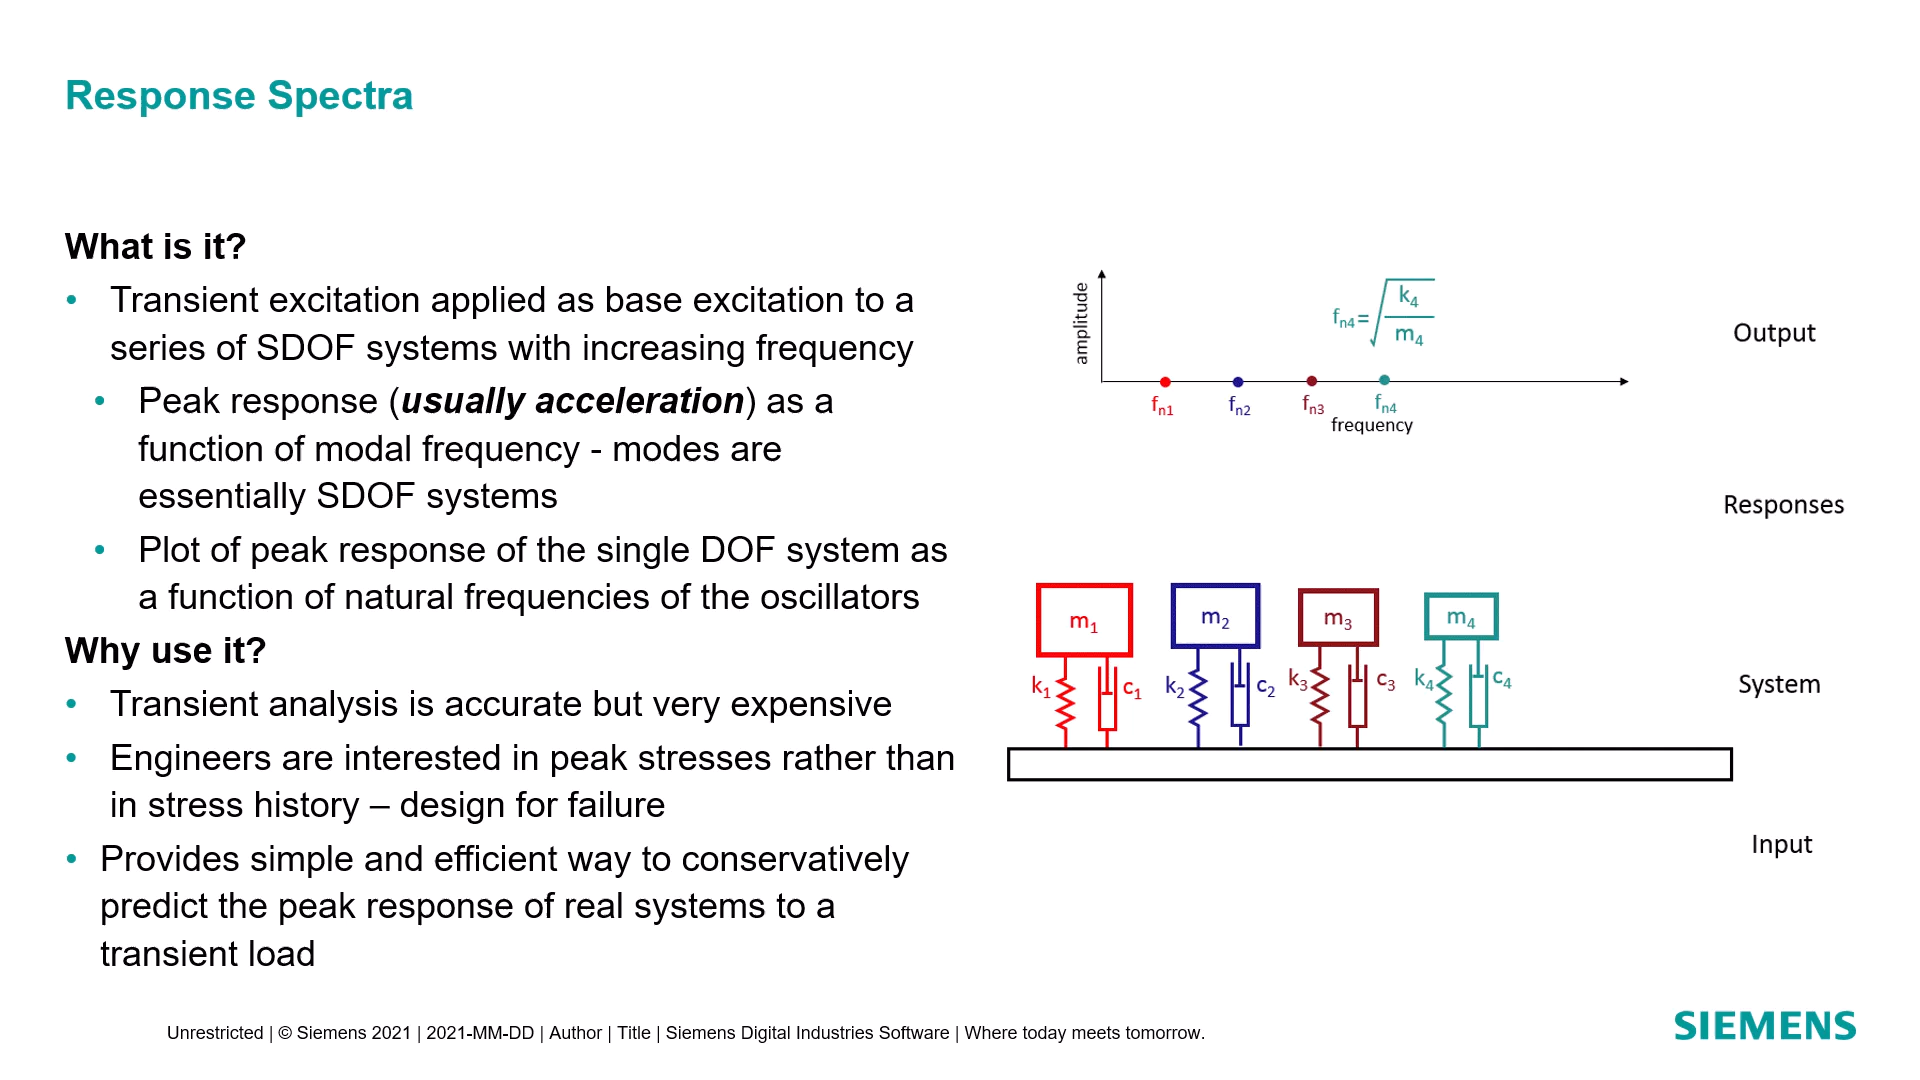 Response Spectra
What is it?
• Transient excitation applied as base excitation to a
series of SDOF systems with increasing frequency
• Peak response (usually acceleration) as a
function of modal frequency - modes are
essentially SDOF systems
• Plot of peak response of the single DOF system as
a function of natural frequencies of the oscillators
Why use it?
• Transient analysis is accurate but very expensive
• Engineers are interested in peak stresses rather than
in stress history – design for failure
• Provides simple and efficient way to conservatively
predict the peak response of real systems to a
transient load
amplitude
fn4=√(k4/m4)
fn1 fn2 fn3 fn4
frequency
Output
Responses
m1 m2 m3 m4
k1 c1 k2 c2 k3 c3 k4 c4
System
Input
Unrestricted | © Siemens 2021 | 2021-MM-DD | Author | Title | Siemens Digital Industries Software | Where today meets tomorrow.
SIEMENS